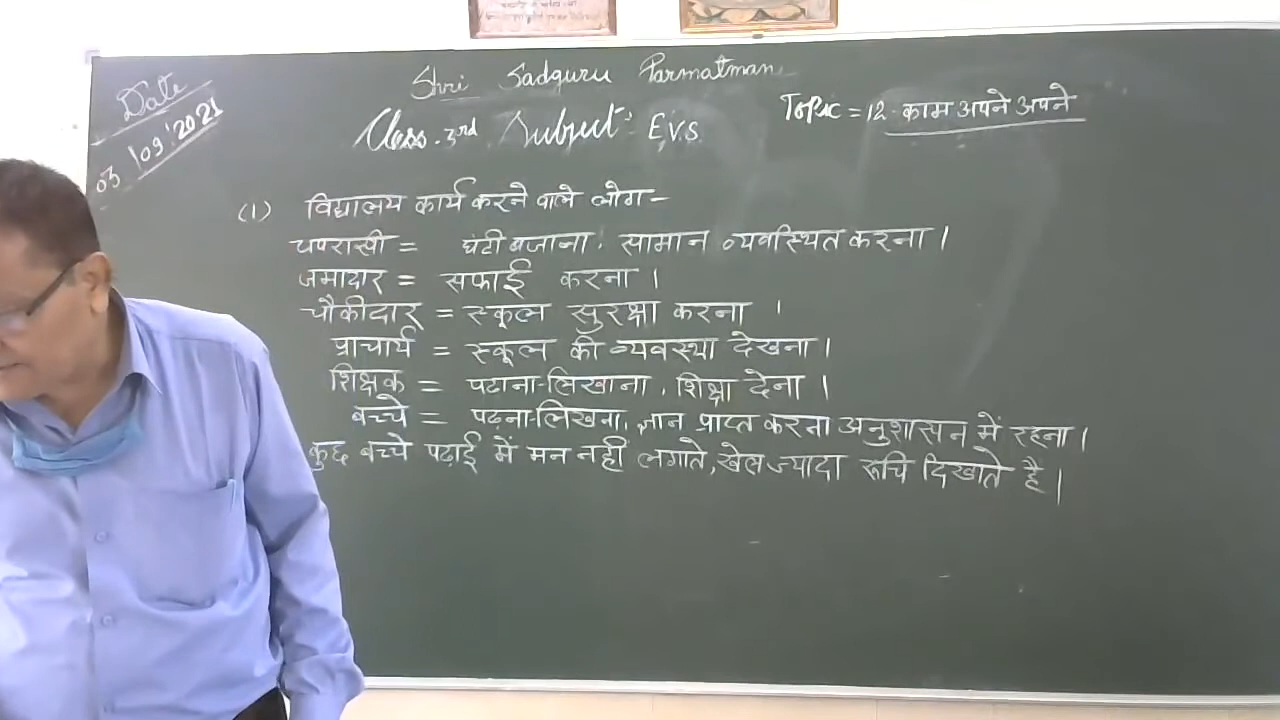 Date
03/09/2021
Shri Sadguru Parmatman
Class. 3rd Subject: E.V.S.
Topic = 12. काम अपने अपने
(1) विद्यालय कार्य करने वाले लोग -
चपरासी = घंटी बजाना, सामान व्यवस्थित करना।
जमादार = सफाई करना।
चौकीदार = स्कूल सुरक्षा करना ।
प्राचार्य = स्कूल की व्यवस्था देखना।
शिक्षक = पढाना-लिखाना, शिक्षा देना ।
बच्चे = पढ़ना-लिखना, ज्ञान प्राप्त करना अनुशासन में रहना।
कुछ बच्चे पढ़ाई में मन नहीं लगाते, खेल ज्यादा रूचि दिखाते है।